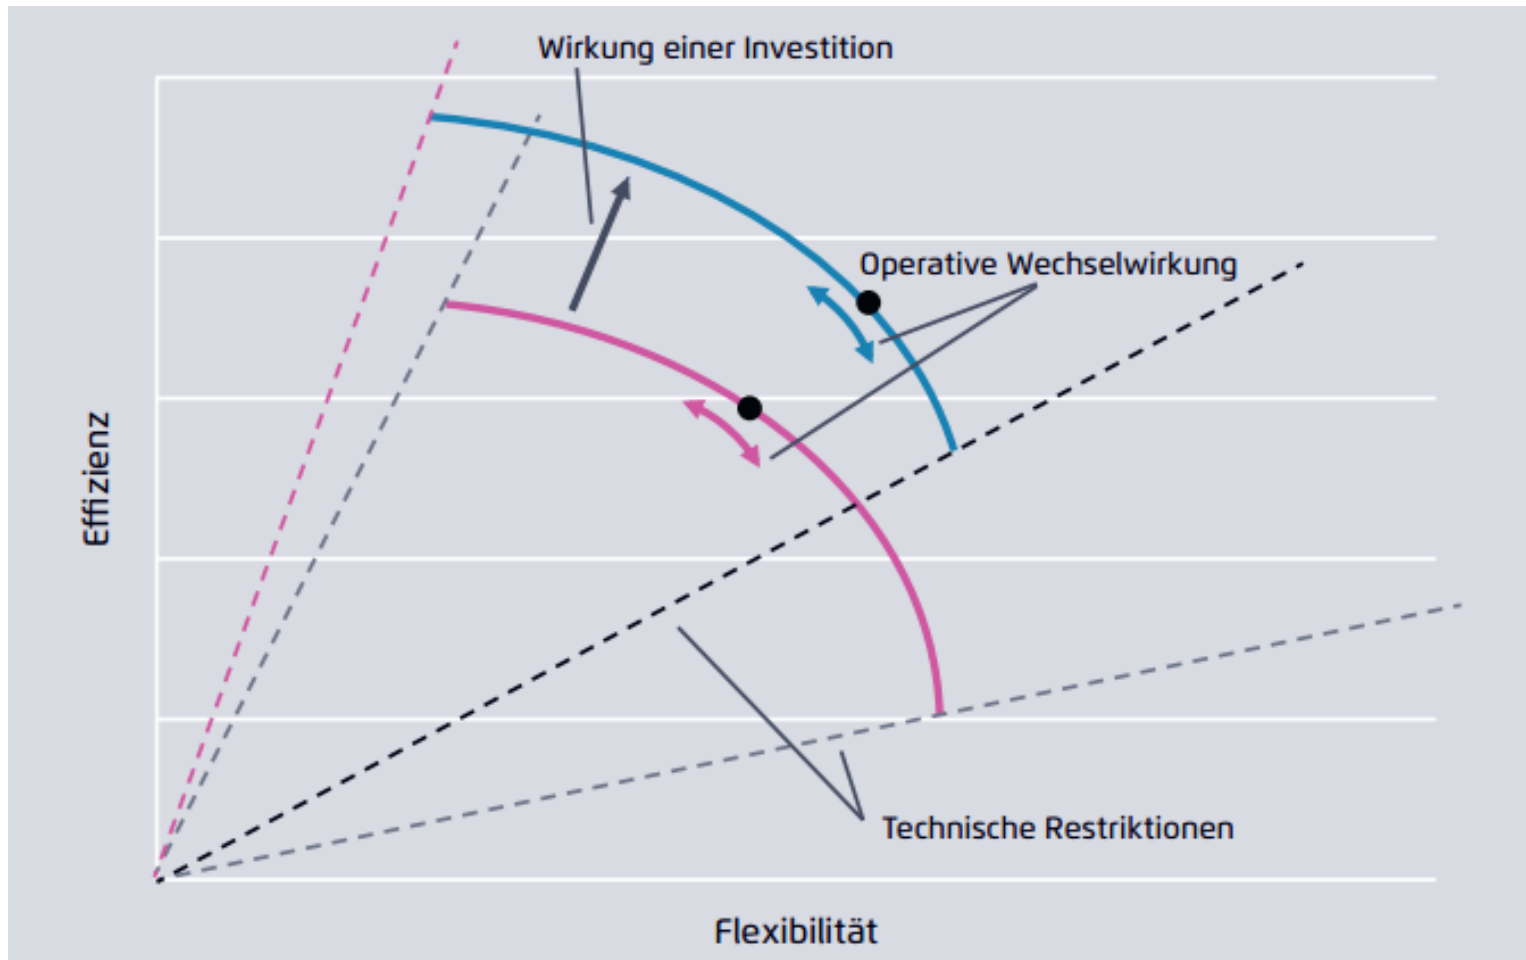 Wirkung einer Investition
Operative Wechselwirkung
Effizienz
Technische Restriktionen
Flexibilität